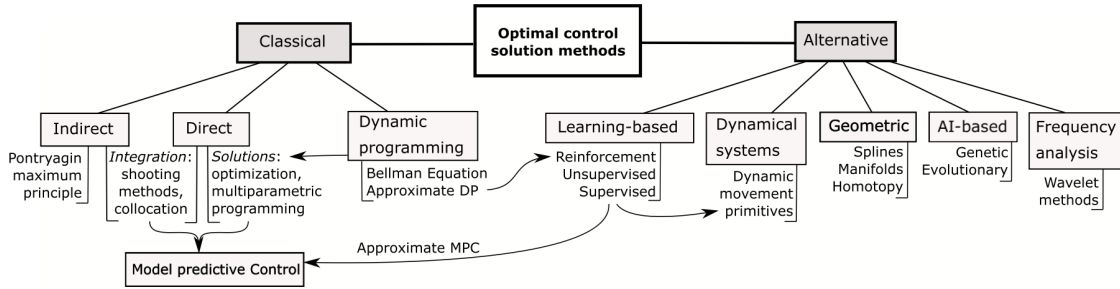 Optimal control
solution methods
Classical
Alternative
Indirect
Direct
Dynamic
programming
Learning-based
Dynamical
systems
Geometric
AI-based
Frequency
analysis
Pontryagin
maximum
principle
Integration:
shooting
methods,
collocation
Solutions:
optimization,
multiparametric
programming
Bellman Equation
Approximate DP
Reinforcement
Unsupervised
Supervised
Dynamic
movement
primitives
Splines
Manifolds
Homotopy
Genetic
Evolutionary
Wavelet
methods
Approximate MPC
Model predictive Control